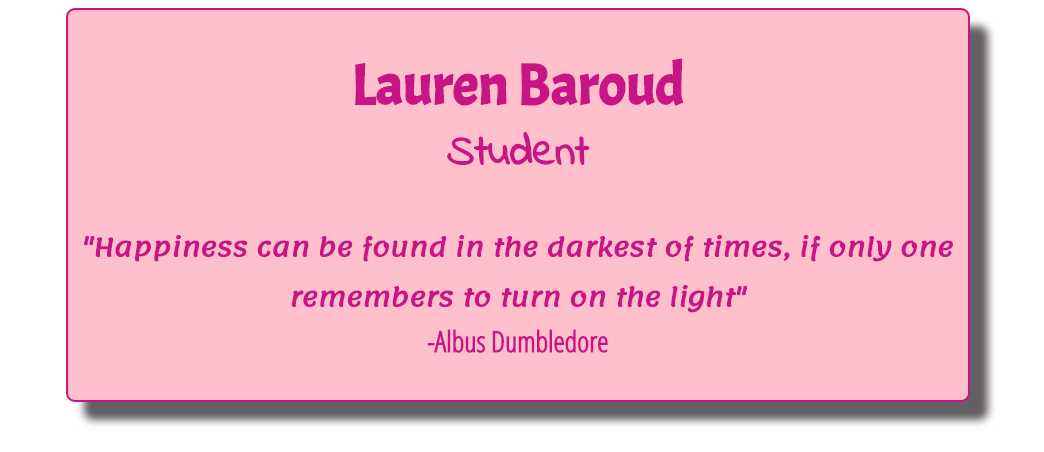 Lauren Baroud
Student
"Happiness can be found in the darkest of times, if only one
remembers to turn on the light"
-Albus Dumbledore